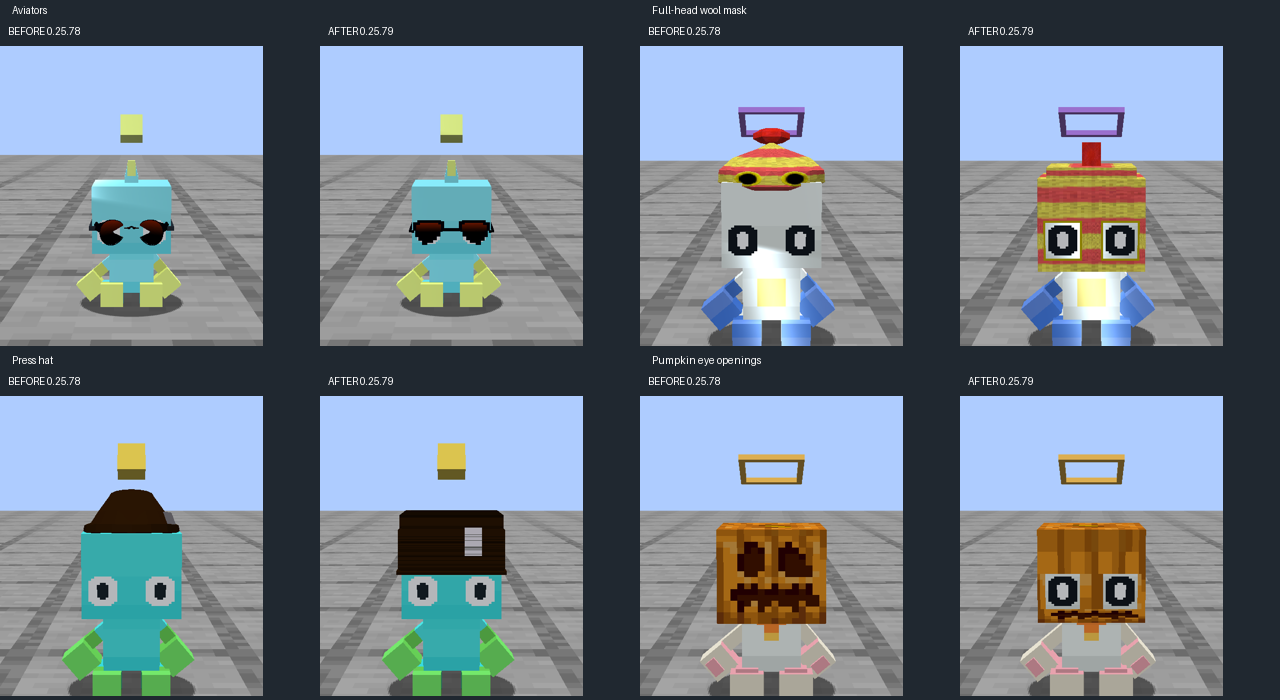 Aviators
Full-head wool mask
BEFORE 0.25.78
AFTER 0.25.79
BEFORE 0.25.78
AFTER 0.25.79
Press hat
Pumpkin eye openings
BEFORE 0.25.78
AFTER 0.25.79
BEFORE 0.25.78
AFTER 0.25.79